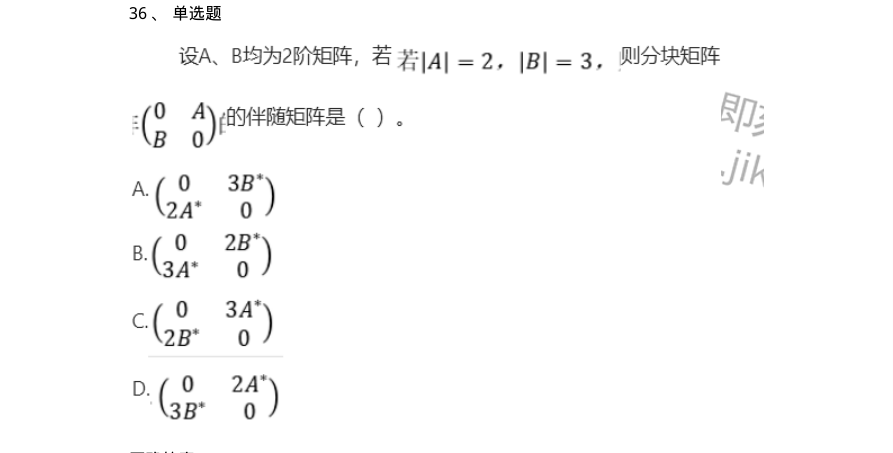 36 、 单选题
设A、B均为2阶矩阵，若 若|A| = 2，|B| = 3，则分块矩阵
(0 A
B 0) 的伴随矩阵是（ ）。
A. (0 3B*
2A* 0)
B. (0 2B*
3A* 0)
C. (0 3A*
2B* 0)
D. (0 2A*
3B* 0)
.jik